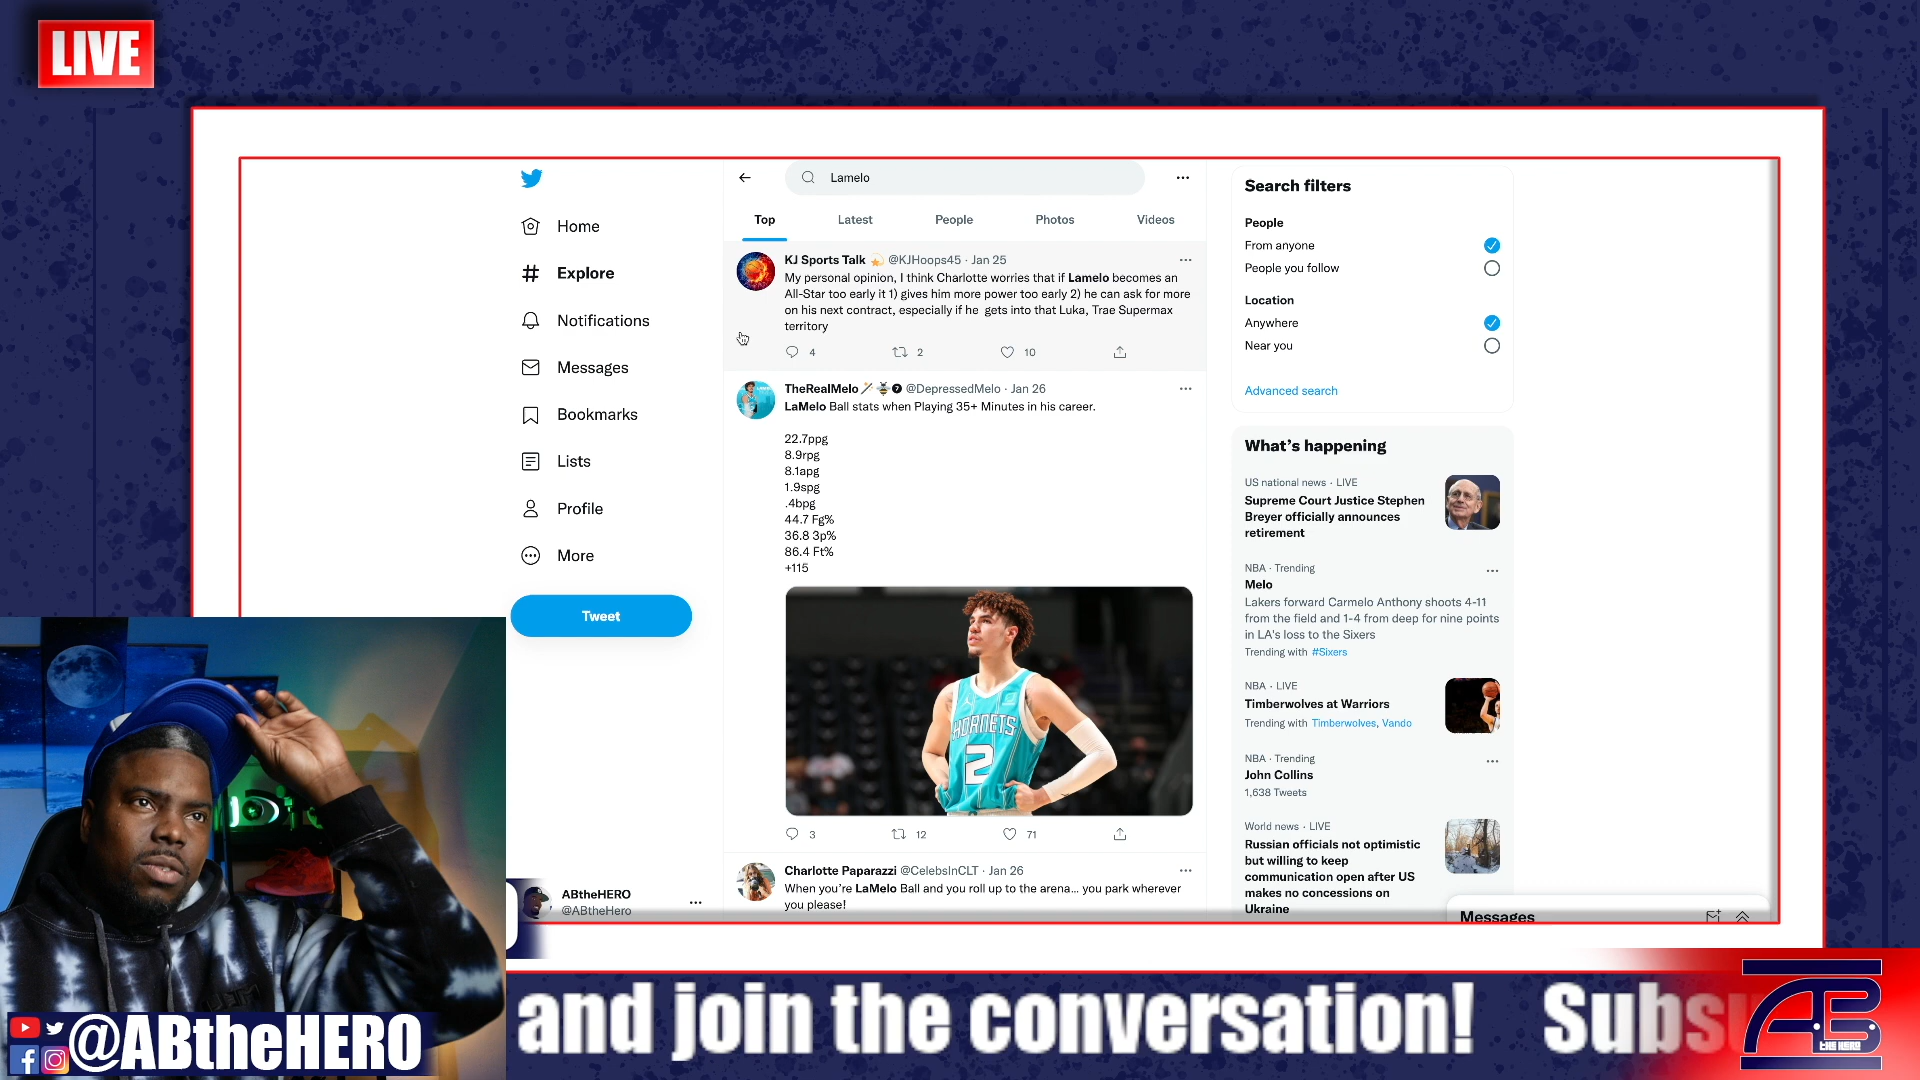 LIVE
Lamelo
Top
Latest
People
Photos
Videos
Home
Explore
Notifications
Messages
Bookmarks
Lists
Profile
More
Tweet
ABtheHERO
@ABtheHero
KJ Sports Talk @KJHoops45 · Jan 25
My personal opinion, I think Charlotte worries that if Lamelo becomes an
All-Star too early it 1) gives him more power too early 2) he can ask for more
on his next contract, especially if he gets into that Luka, Trae Supermax
territory
4 2 10
TheRealMelo @DepressedMelo · Jan 26
LaMelo Ball stats when Playing 35+ Minutes in his career.
22.7ppg
8.9rpg
8.1apg
1.9spg
.4bpg
44.7 Fg%
36.8 3p%
86.4 Ft%
+115
HORNETS
2
3 12 71
Charlotte Paparazzi @CelebsInCLT · Jan 26
When you're LaMelo Ball and you roll up to the arena... you park wherever
you please!
Search filters
People
From anyone
People you follow
Location
Anywhere
Near you
Advanced search
What's happening
US national news · LIVE
Supreme Court Justice Stephen
Breyer officially announces
retirement
NBA · Trending
Melo
Lakers forward Carmelo Anthony shoots 4-11
from the field and 1-4 from deep for nine points
in LA's loss to the Sixers
Trending with #Sixers
NBA · LIVE
Timberwolves at Warriors
Trending with Timberwolves, Vando
NBA · Trending
John Collins
1,638 Tweets
World news · LIVE
Russian officials not optimistic
but willing to keep
communication open after US
makes no concessions on
Ukraine
Messages
@ABtheHERO
and join the conversation! Subs
AB
THE HERO